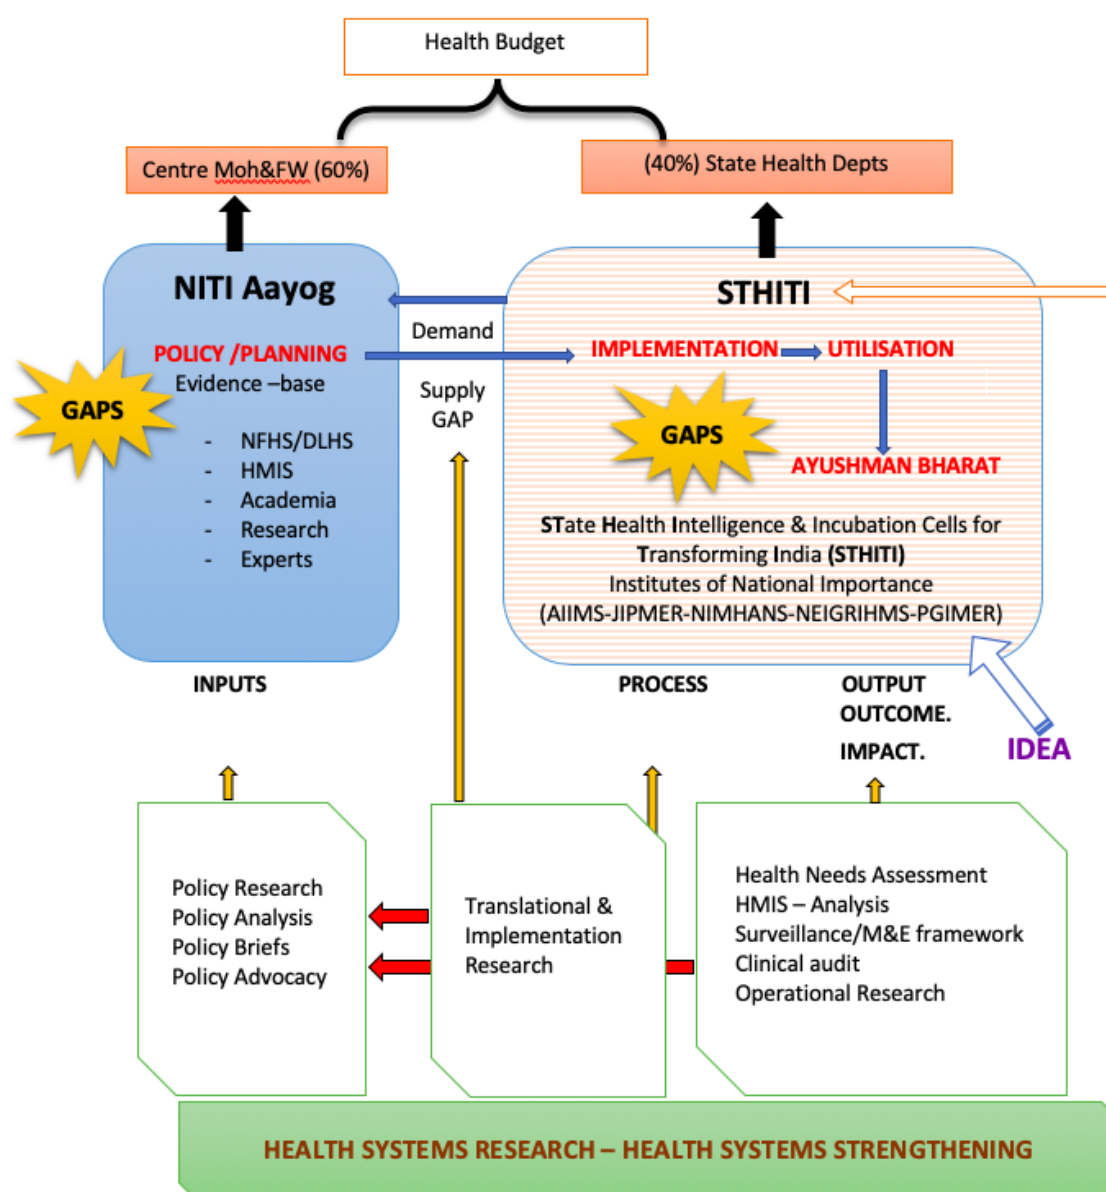 Health Budget
Centre Moh&FW (60%)
(40%) State Health Depts
NITI Aayog
POLICY /PLANNING
Evidence –base
GAPS
- NFHS/DLHS
- HMIS
- Academia
- Research
- Experts
Demand
Supply
GAP
STHITI
IMPLEMENTATION
UTILISATION
GAPS
AYUSHMAN BHARAT
STate Health Intelligence & Incubation Cells for
Transforming India (STHITI)
Institutes of National Importance
(AIIMS-JIPMER-NIMHANS-NEIGRIHMS-PGIMER)
INPUTS
PROCESS
OUTPUT
OUTCOME.
IMPACT.
IDEA
Policy Research
Policy Analysis
Policy Briefs
Policy Advocacy
Translational &
Implementation
Research
Health Needs Assessment
HMIS – Analysis
Surveillance/M&E framework
Clinical audit
Operational Research
HEALTH SYSTEMS RESEARCH – HEALTH SYSTEMS STRENGTHENING